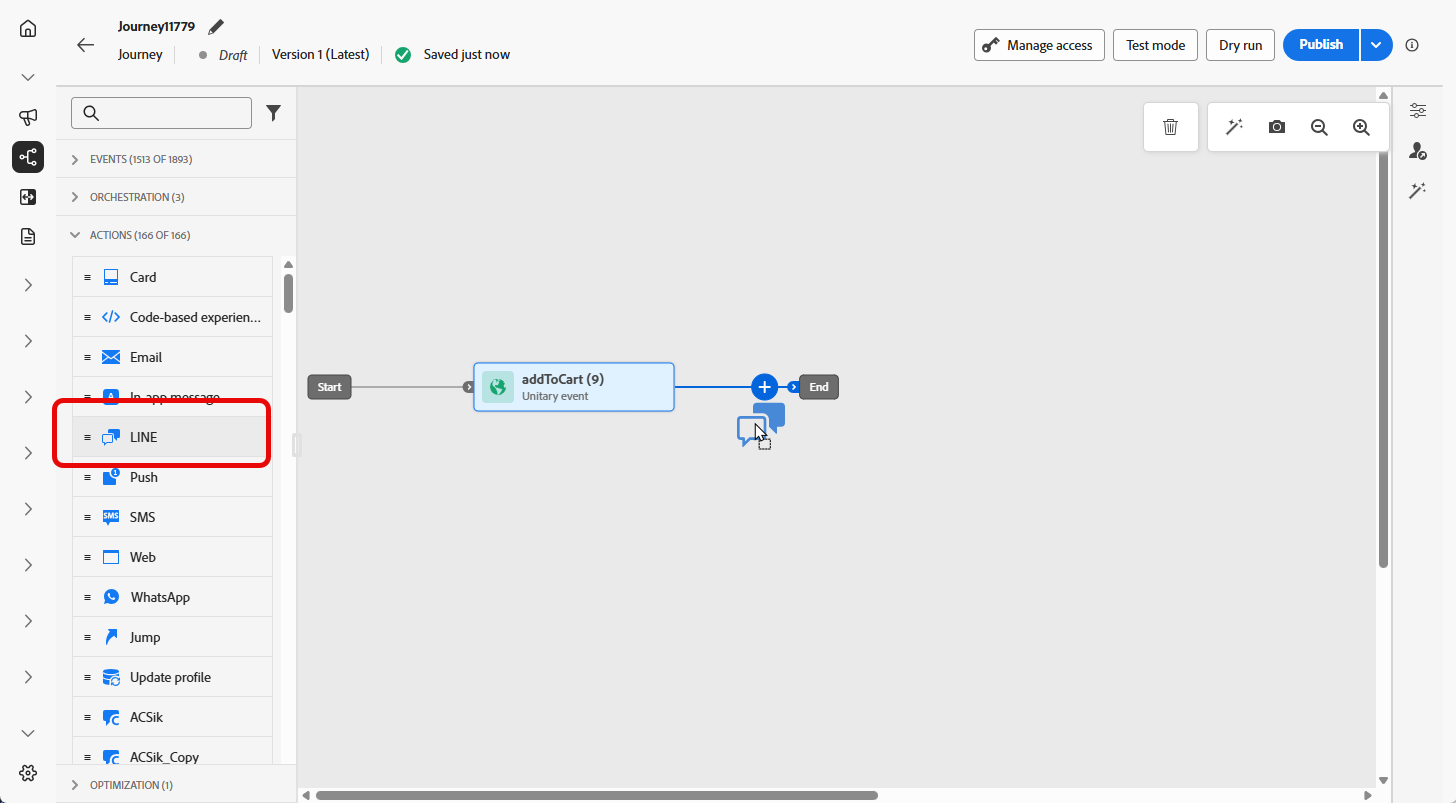 Journey11779
Journey
Draft
Version 1 (Latest)
Saved just now
Manage access
Test mode
Dry run
Publish
EVENTS (1513 OF 1893)
ORCHESTRATION (3)
ACTIONS (166 OF 166)
Card
Code-based experien...
Email
In-app message
LINE
1
Push
SMS
SMS
Web
WhatsApp
Jump
Update profile
ACSik
ACSik_Copy
OPTIMIZATION (1)
Start
addToCart (9)
Unitary event
End